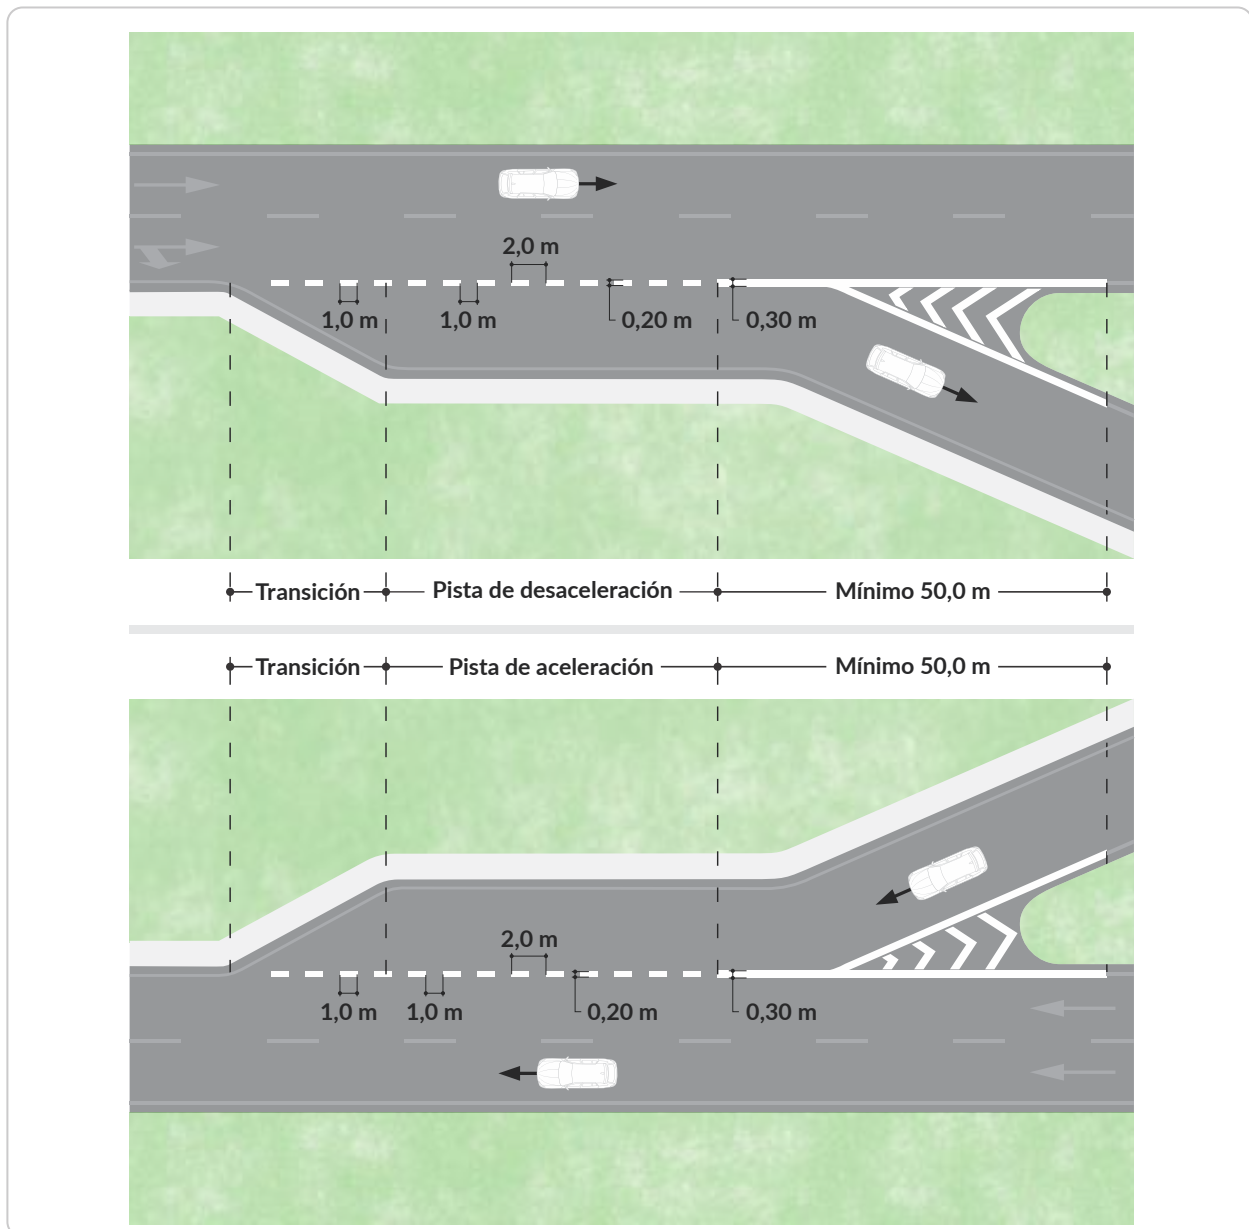 2,0 m
1,0 m
1,0 m
0,20 m
0,30 m
Transición
Pista de desaceleración
Mínimo 50,0 m
Transición
Pista de aceleración
Mínimo 50,0 m
2,0 m
1,0 m
1,0 m
0,20 m
0,30 m